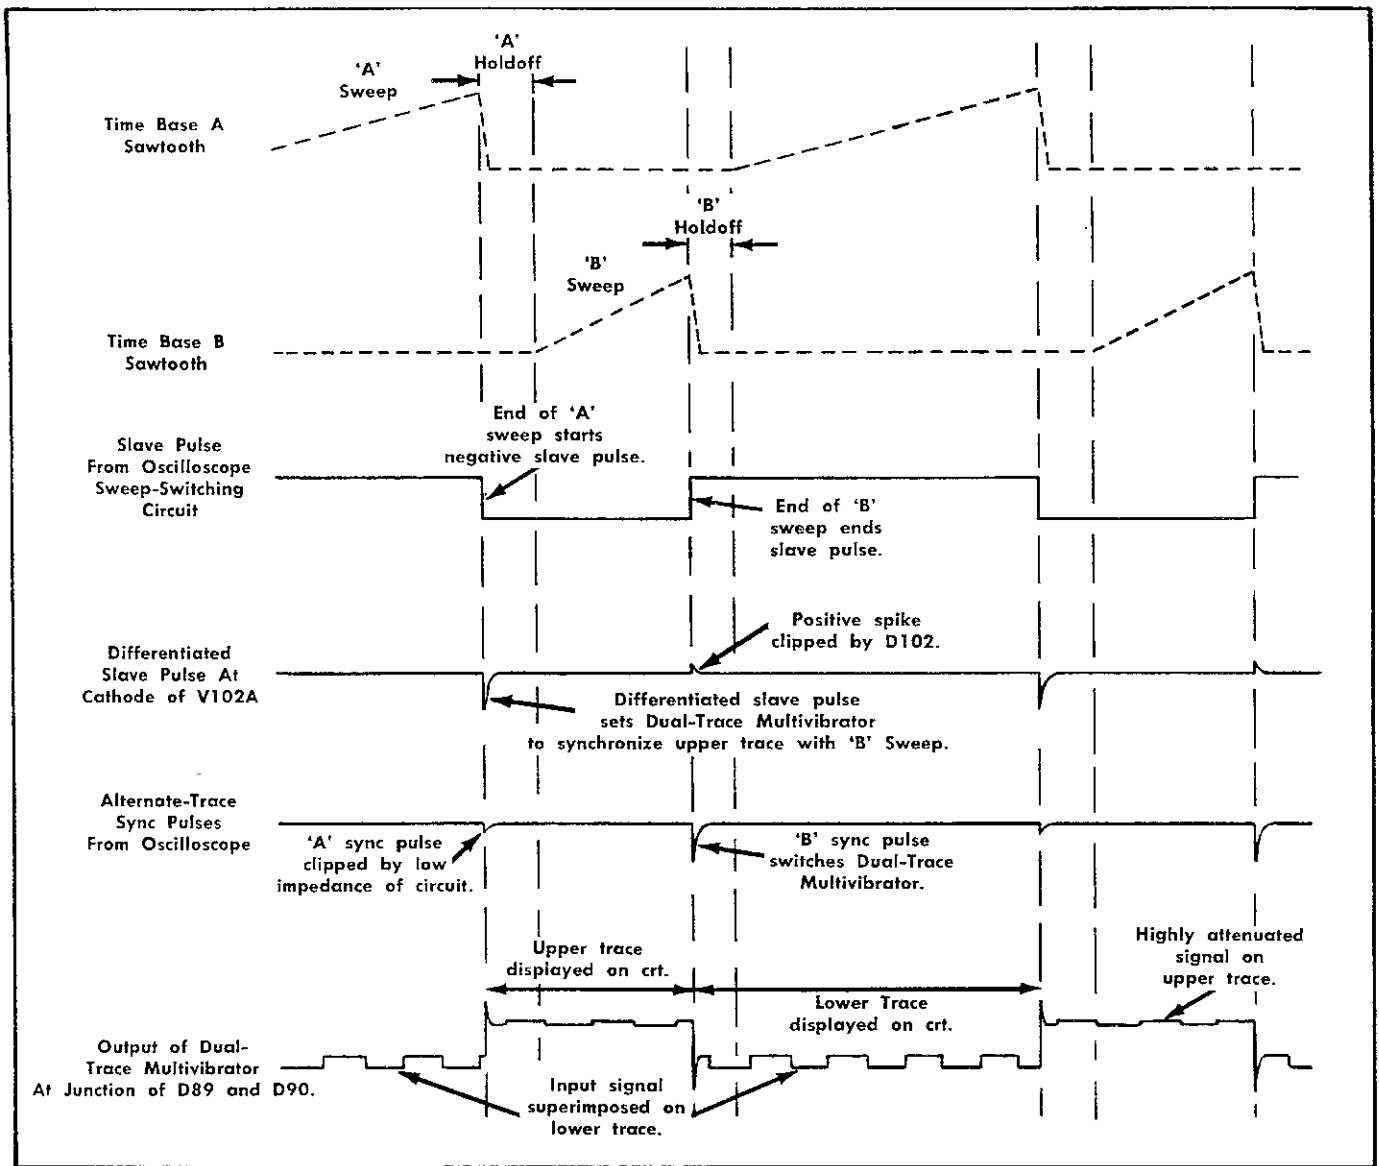 'A'
Holdoff
'A'
Sweep
Time Base A
Sawtooth
'B'
Holdoff
'B'
Sweep
Time Base B
Sawtooth
End of 'A'
sweep starts
negative slave pulse.
Slave Pulse
From Oscilloscope
Sweep-Switching
Circuit
End of 'B'
sweep ends
slave pulse.
Positive spike
clipped by D102.
Differentiated
Slave Pulse At
Cathode of V102A
Differentiated slave pulse
sets Dual-Trace Multivibrator
to synchronize upper trace with 'B' Sweep.
Alternate-Trace
Sync Pulses
From Oscilloscope
'A' sync pulse
clipped by low
impedance of circuit.
'B' sync pulse
switches Dual-Trace
Multivibrator.
Upper trace
displayed on crt.
Highly attenuated
signal on
upper trace.
Lower Trace
displayed on crt.
Output of Dual-
Trace Multivibrator
At Junction of D89 and D90.
Input signal
superimposed on
lower trace.